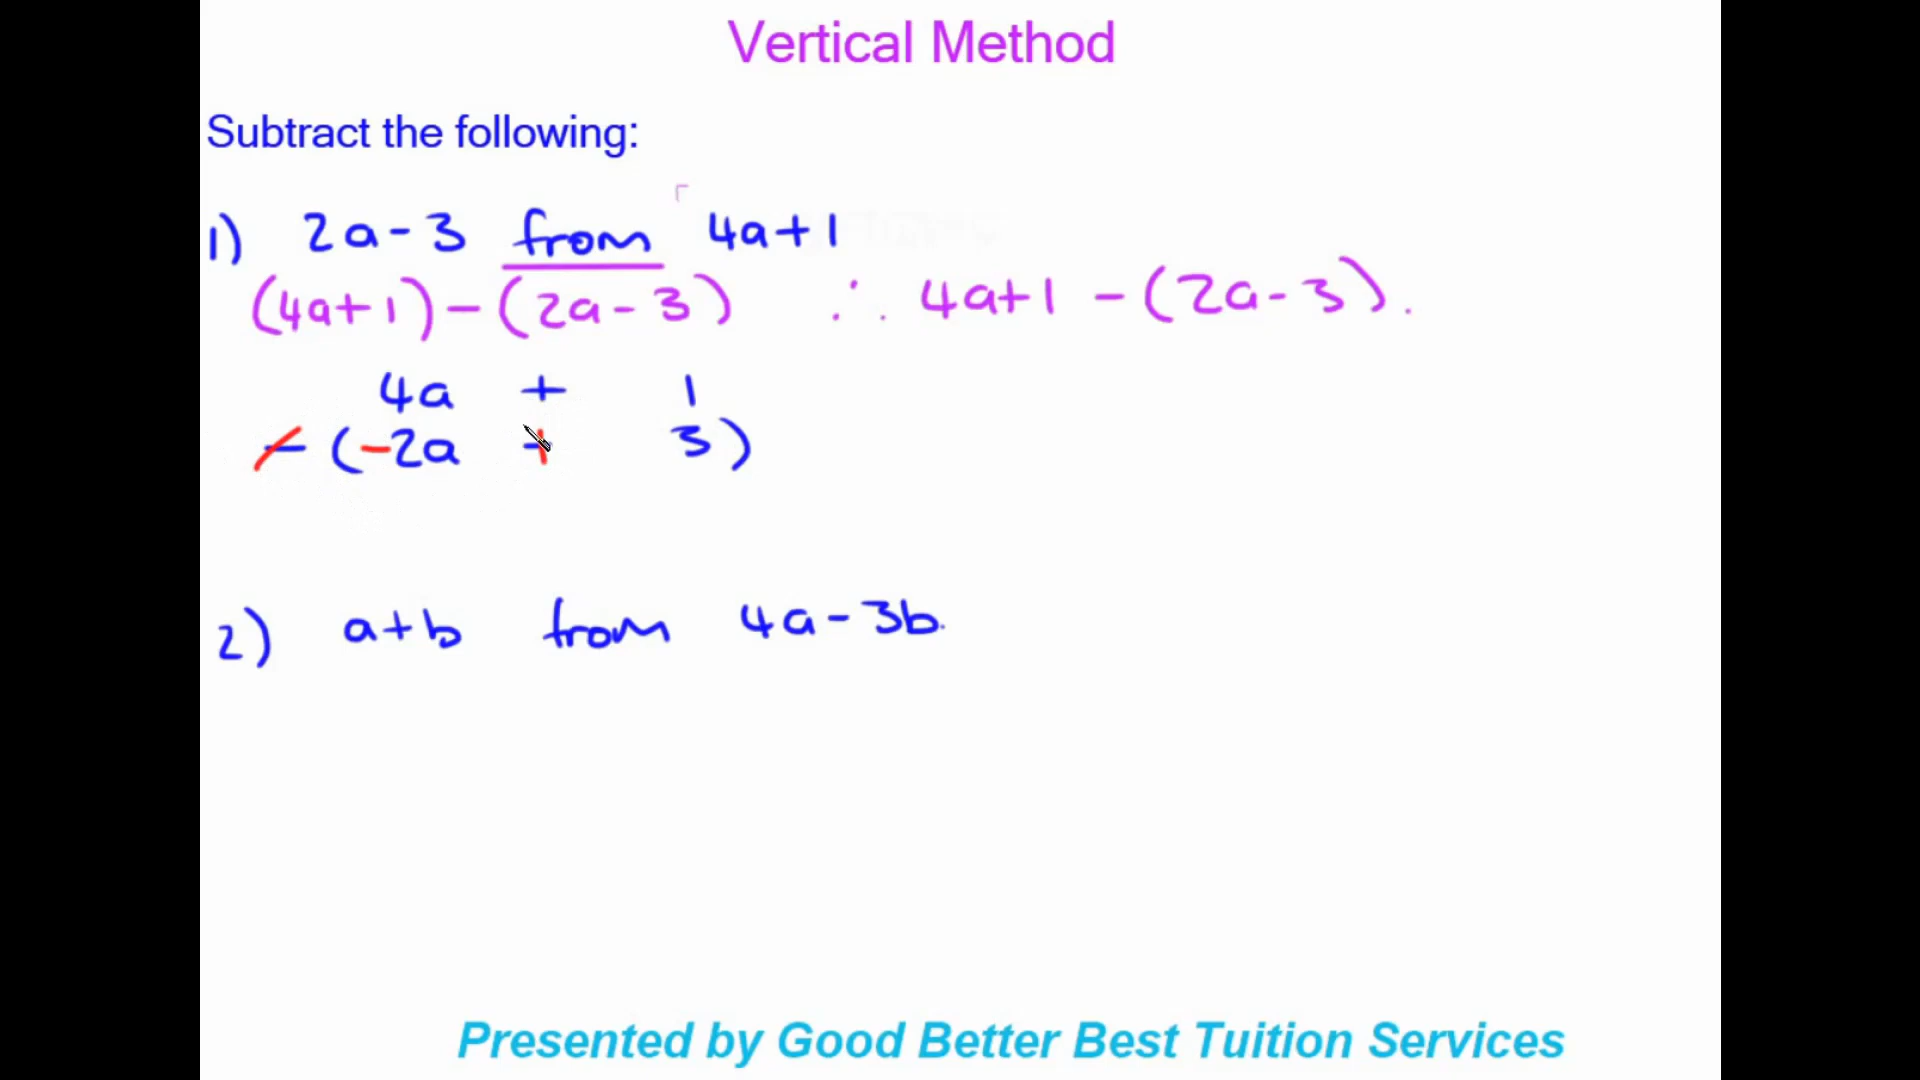 Vertical Method
Subtract the following:
1) 2a - 3 from 4a + 1
(4a + 1) - (2a - 3) ∴ 4a + 1 - (2a - 3).
4a + 1
- (-2a + 3)
2) a + b from 4a - 3b.
Presented by Good Better Best Tuition Services